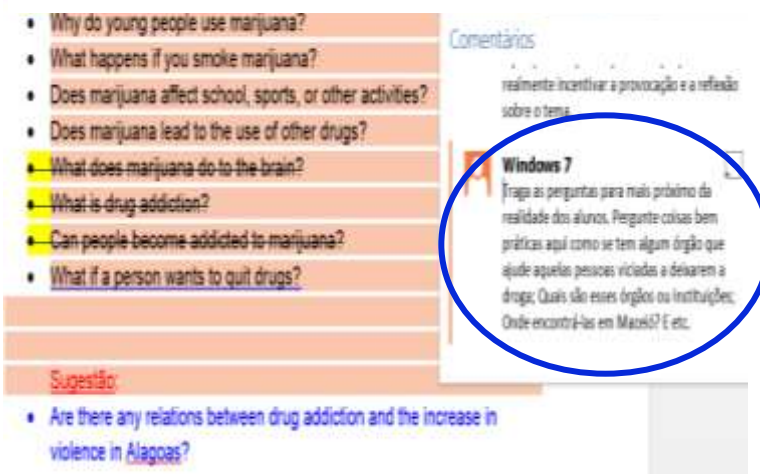 Why do young people use marijuana?
What happens if you smoke marijuana?
Does marijuana affect school, sports, or other activities?
Does marijuana lead to the use of other drugs?
What does marijuana do to the brain?
What is drug addiction?
Can people become addicted to marijuana?
What if a person wants to quit drugs?
Sugestão:
Are there any relations between drug addiction and the increase in
violence in Alagoas?
Comentários
realmente incentivar a provocação e a reflexão
sobre o tema
Windows 7
Traga as perguntas para mais próximo da
realidade dos alunos. Pergunte coisas bem
práticas aqui como se tem algum órgão que
ajude aquelas pessoas viciadas a deixarem a
droga; Quais são esses órgãos ou instituições;
Onde encontrá-las em Maceió? E etc.